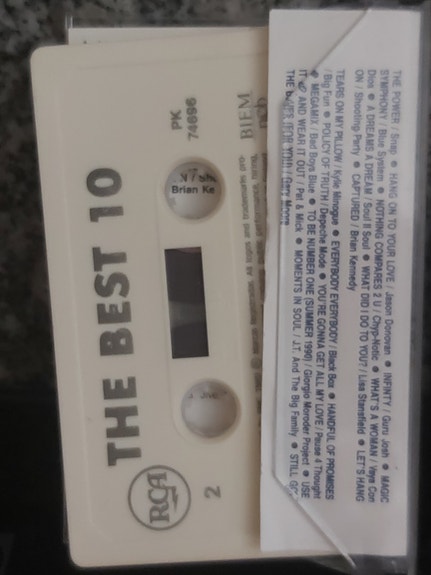 THE POWER / Snap ● HANG ON TO YOUR LOVE / Jason Donovan ● INFINTY / Guru Josh ● MAGIC
SYMPHONY / Blue System ● NOTHING COMPARES 2 U / Chyp-Notic ● WHAT'S A WOMAN / Vaya Con
Dios ● A DREAMS A DREAM / Soul II Soul ● WHAT DID I DO TO YOU? / Lisa Stansfield ● LET'S HANG
ON / Shooting Party ● CAPTURED / Brian Kennedy
TEARS ON MY PILLOW / Kylie Minogue ● EVERYBODY EVERYBODY / Black Box ● HANDFUL OF PROMISES
/ Big Fun ● POLICY OF TRUTH / Depeche Mode ● YOU'RE GONNA GET ALL MY LOVE / Pause 4 Thought
● MEGAMIX / Bad Boys Blue ● TO BE NUMBER ONE (SUMMER 1990) / Giorgio Moroder Project ● USE
IT UP AND WEAR IT OUT / Pat & Mick ● MOMENTS IN SOUL / J.T. And The Big Family ● STILL GOT
THE BLUES (FOR YOU) / Gary Moore
THE BEST 10
PK
74696
BIEM
ncb
Brian Ke
RCA
2